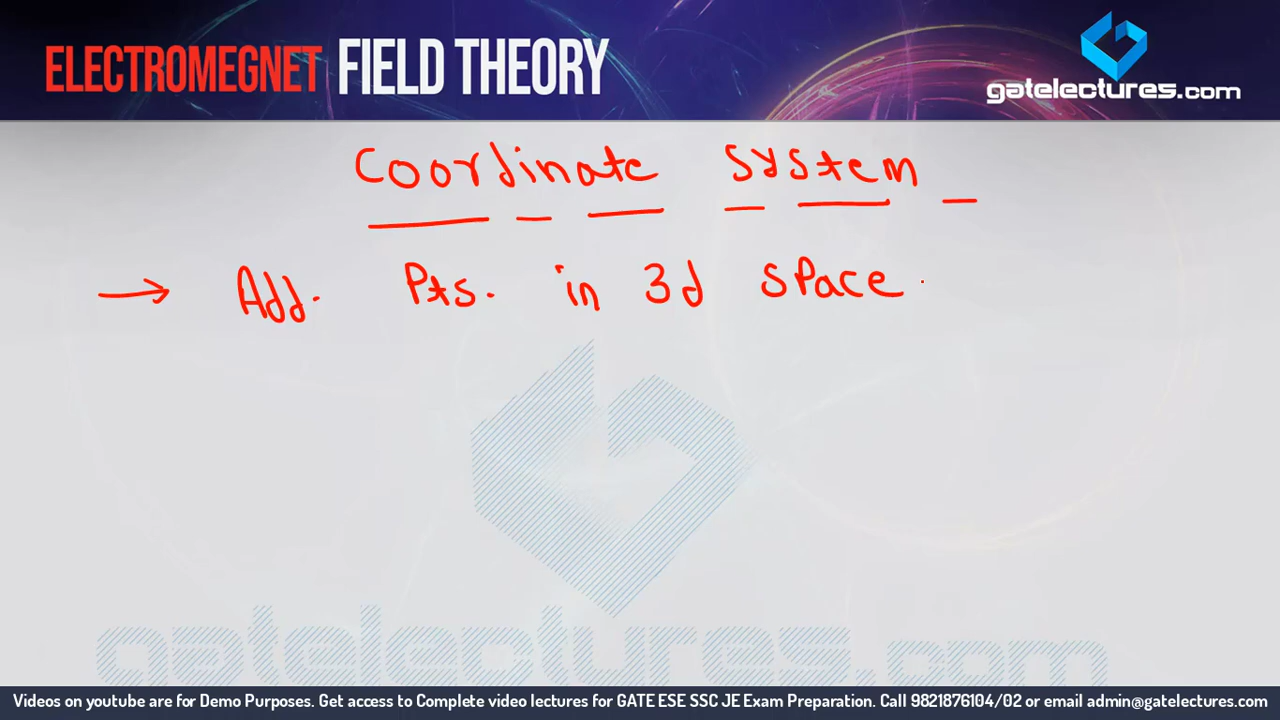 ELECTROMEGNET FIELD THEORY
gatelectures.com
Coordinate System
→ Add. Pts. in 3d space.
gatelectures.com
Videos on youtube are for Demo Purposes. Get access to Complete video lectures for GATE ESE SSC JE Exam Preparation. Call 9821876104/02 or email admin@gatelectures.com